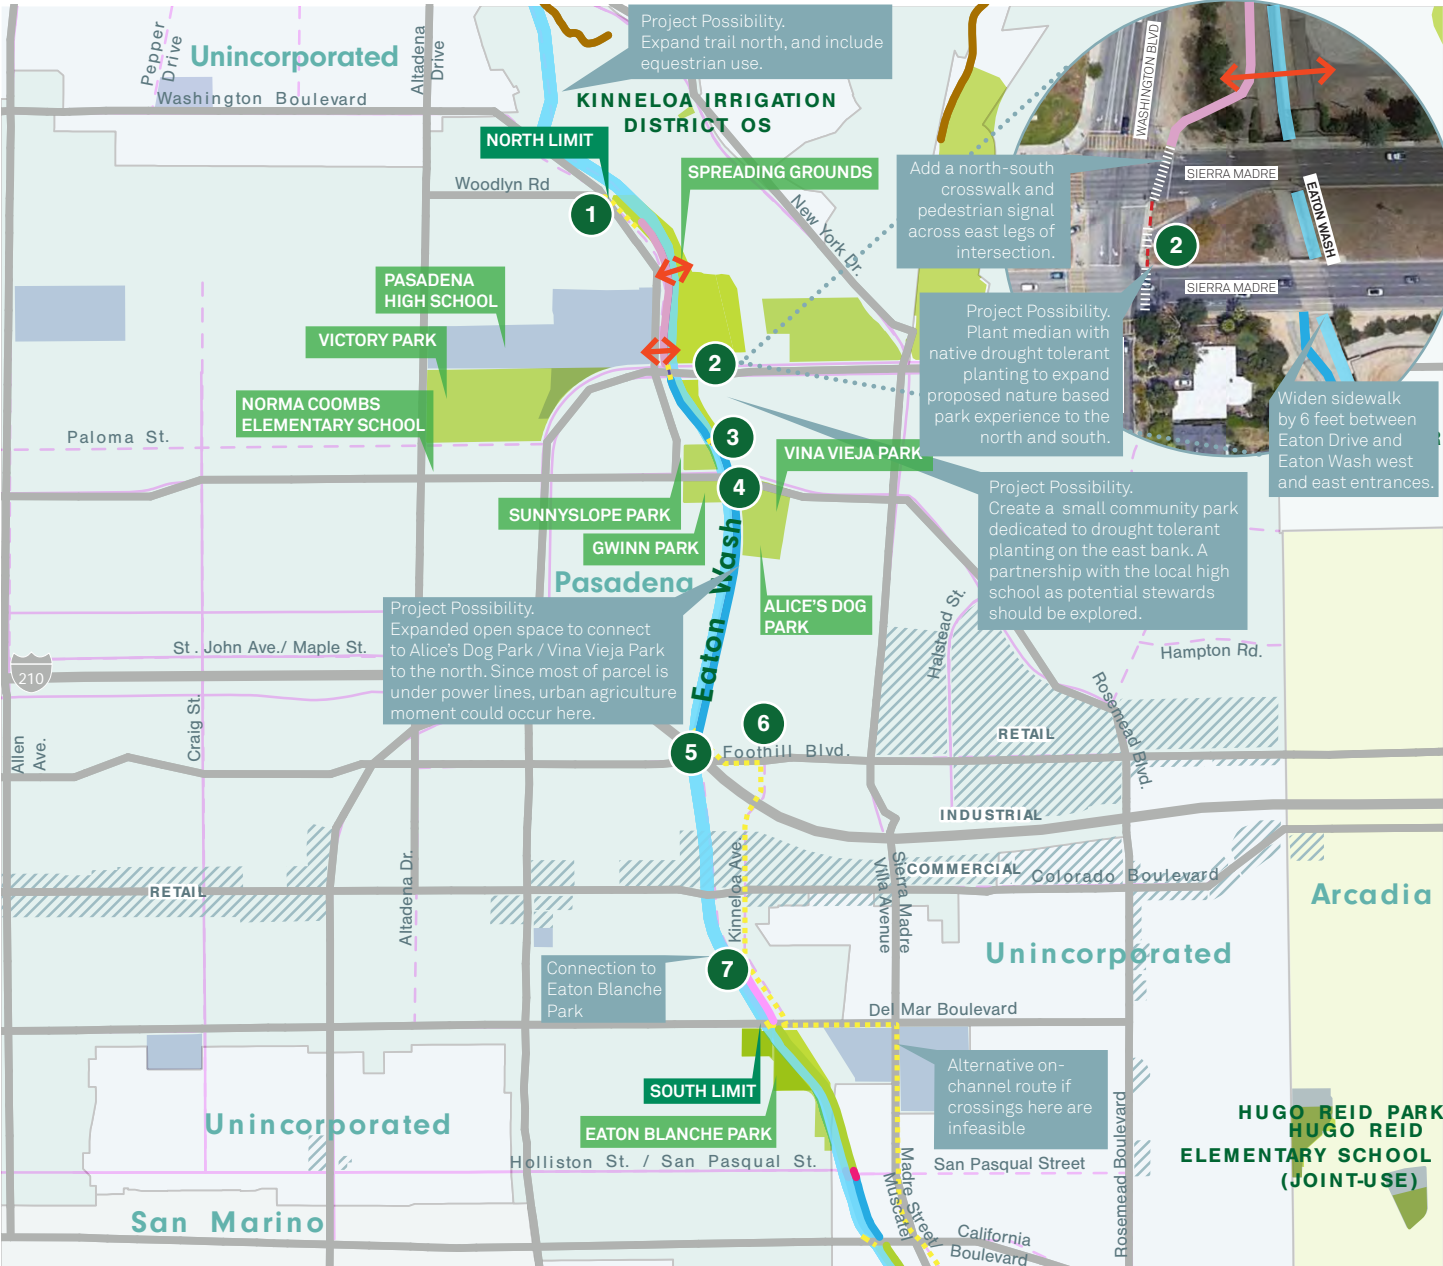 Pepper
Drive
Unincorporated
Altadena
Drive
Washington Boulevard
Project Possibility.
Expand trail north, and include
equestrian use.
KINNELOA IRRIGATION
DISTRICT OS
NORTH LIMIT
Woodlyn Rd
1
SPREADING GROUNDS
New York Dr.
WASHINGTON BLVD
Add a north-south
crosswalk and
pedestrian signal
across east legs of
intersection.
SIERRA MADRE
EATON WASH
2
SIERRA MADRE
PASADENA
HIGH SCHOOL
VICTORY PARK
NORMA COOMBS
ELEMENTARY SCHOOL
Paloma St.
2
Project Possibility.
Plant median with
native drought tolerant
planting to expand
proposed nature based
park experience to the
north and south.
Widen sidewalk
by 6 feet between
Eaton Drive and
Eaton Wash west
and east entrances.
3
VINA VIEJA PARK
4
SUNNYSLOPE PARK
GWINN PARK
Project Possibility.
Create a small community park
dedicated to drought tolerant
planting on the east bank. A
partnership with the local high
school as potential stewards
should be explored.
Pasadena
Eaton Wash
ALICE'S DOG
PARK
Project Possibility.
Expanded open space to connect
to Alice's Dog Park / Vina Vieja Park
to the north. Since most of parcel is
under power lines, urban agriculture
moment could occur here.
St . John Ave./ Maple St.
210
Halstead St.
Hampton Rd.
Rosemead Blvd.
Allen
Ave.
Craig St.
6
5
Foothill Blvd.
RETAIL
INDUSTRIAL
COMMERCIAL
Colorado Boulevard
RETAIL
Altadena Dr.
Kinneloa Ave.
Sierra Madre
Villa Avenue
Arcadia
Unincorporated
Connection to
Eaton Blanche
Park
7
Del Mar Boulevard
SOUTH LIMIT
EATON BLANCHE PARK
Alternative on-
channel route if
crossings here are
infeasible
Unincorporated
HUGO REID PARK
HUGO REID
ELEMENTARY SCHOOL
(JOINT-USE)
Holliston St. / San Pasqual St.
San Pasqual Street
Madre Street/
Muscatel
Rosemead Boulevard
San Marino
California
Boulevard